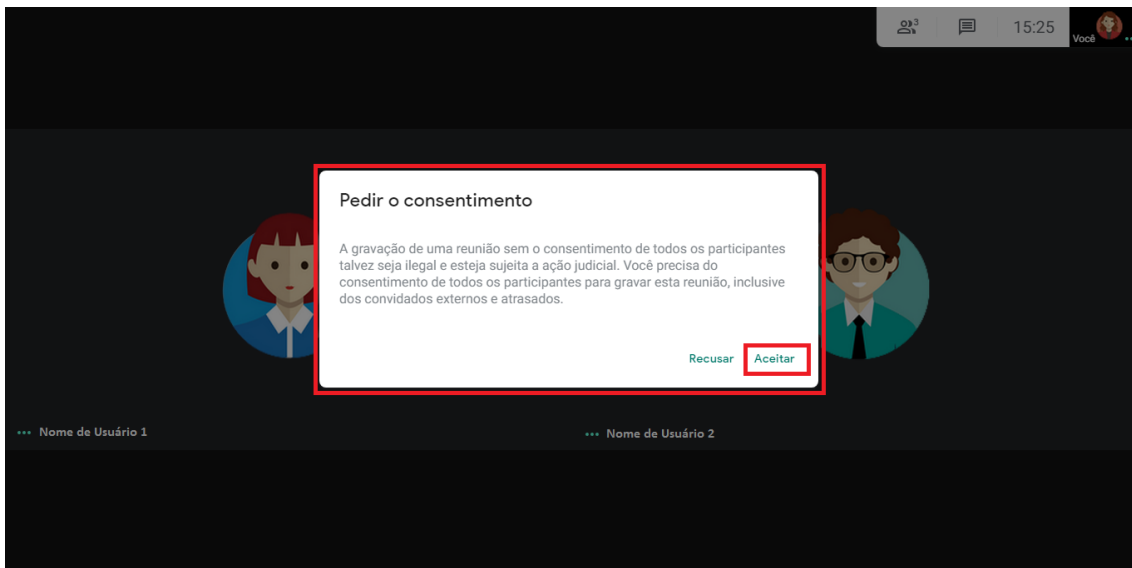 3
15:25
Você
Pedir o consentimento
A gravação de uma reunião sem o consentimento de todos os participantes
talvez seja ilegal e esteja sujeita a ação judicial. Você precisa do
consentimento de todos os participantes para gravar esta reunião, inclusive
dos convidados externos e atrasados.
Recusar Aceitar
Nome de Usuário 1
Nome de Usuário 2